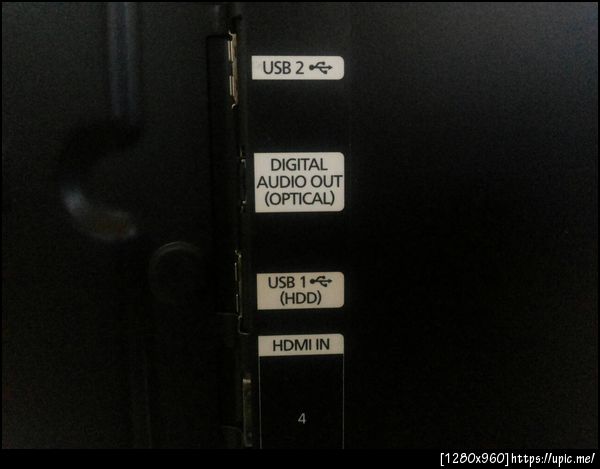 USB 2
DIGITAL
AUDIO OUT
(OPTICAL)
USB 1
(HDD)
HDMI IN
4
[1280x960]https://upic.me/